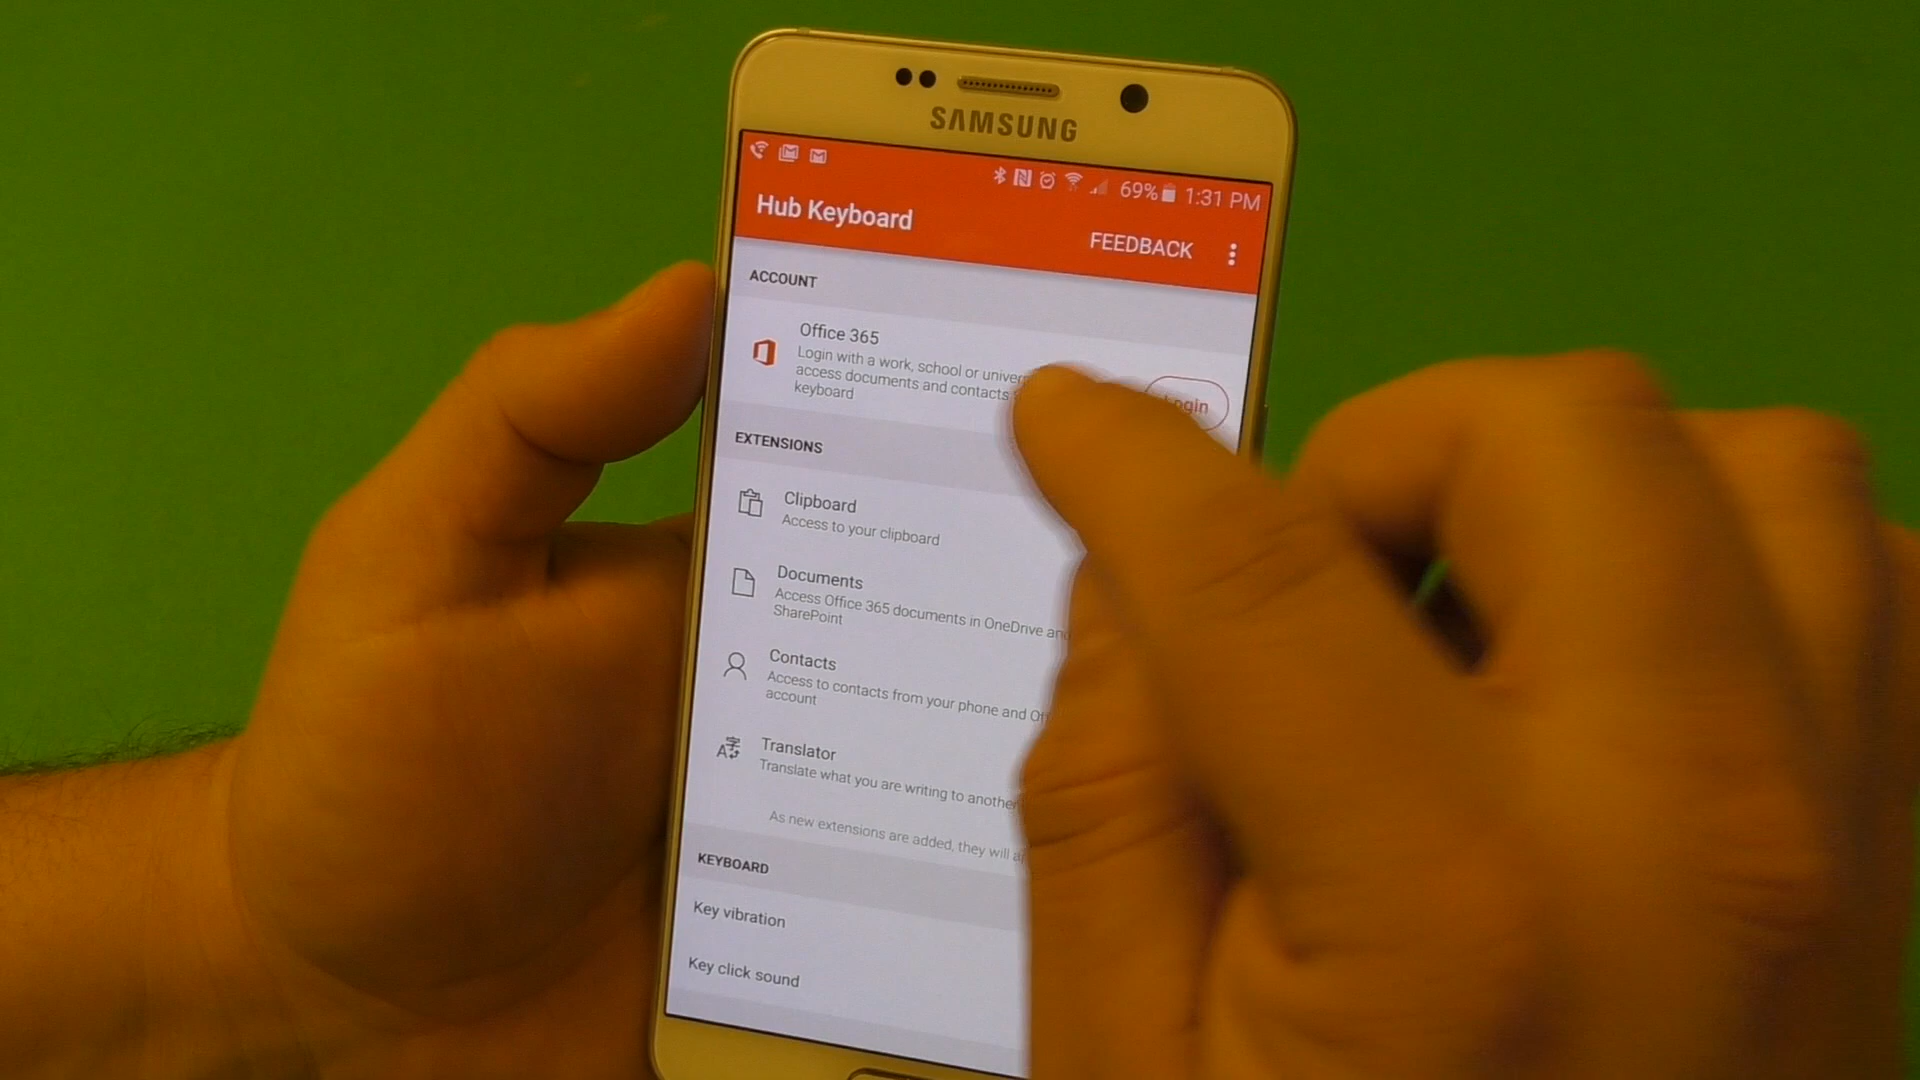 SAMSUNG
69% 1:31 PM
Hub Keyboard
FEEDBACK
ACCOUNT
Office 365
Login with a work, school or
access documents and contacts
keyboard
Login
EXTENSIONS
Clipboard
Access to your clipboard
Documents
Access Office 365 documents in OneDrive and
SharePoint
Contacts
Access to contacts from your phone and
account
Translator
Translate what you are writing to another
As new extensions are added, they will
KEYBOARD
Key vibration
Key click sound